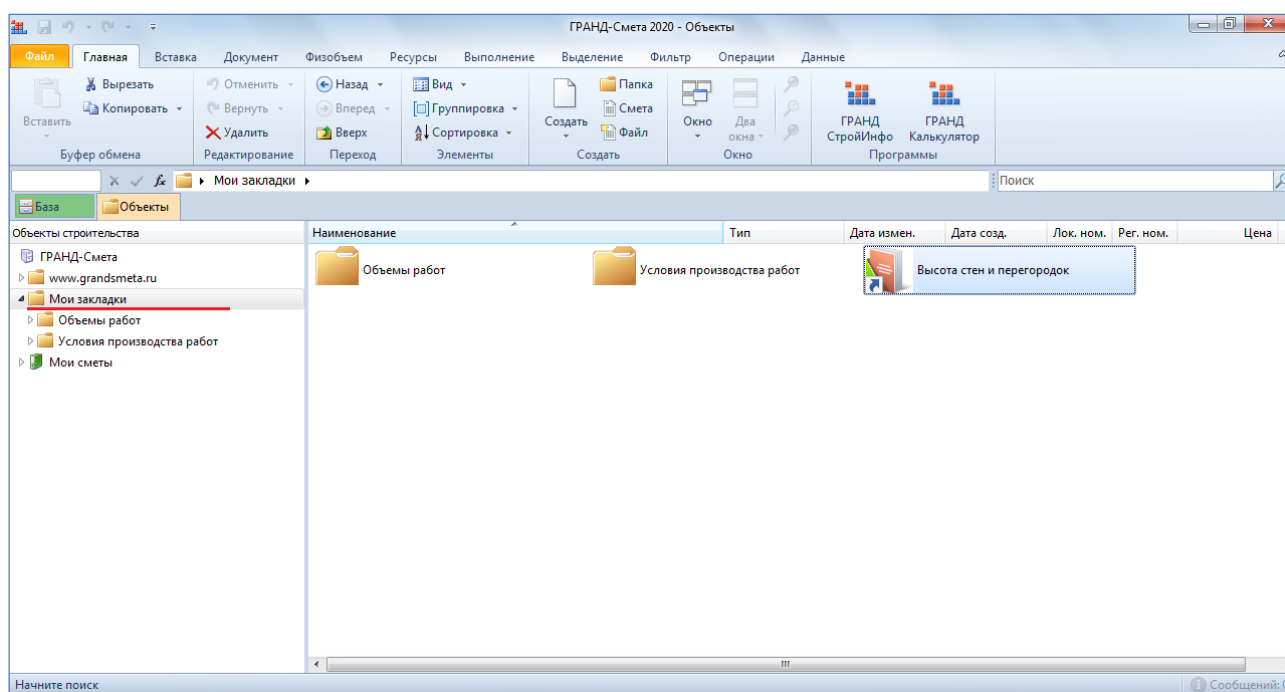 ГРАНД-Смета 2020 - Объекты
Файл Главная Вставка Документ Физобъем Ресурсы Выполнение Выделение Фильтр Операции Данные
Вставить Вырезать Копировать
Буфер обмена
Отменить Вернуть Удалить
Редактирование
Назад Вперед Вверх
Переход
Вид Группировка Сортировка
Элементы
Создать Папка Смета Файл
Создать
Окно Два окна
Окно
ГРАНД СтройИнфо ГРАНД Калькулятор
Программы
fx Мои закладки Поиск
База Объекты
Объекты строительства
ГРАНД-Смета
www.grandsmeta.ru
Мои закладки
Объемы работ
Условия производства работ
Мои сметы
Наименование Тип Дата измен. Дата созд. Лок. ном. Рег. ном. Цена
Объемы работ Условия производства работ Высота стен и перегородок
Начните поиск Сообщений: